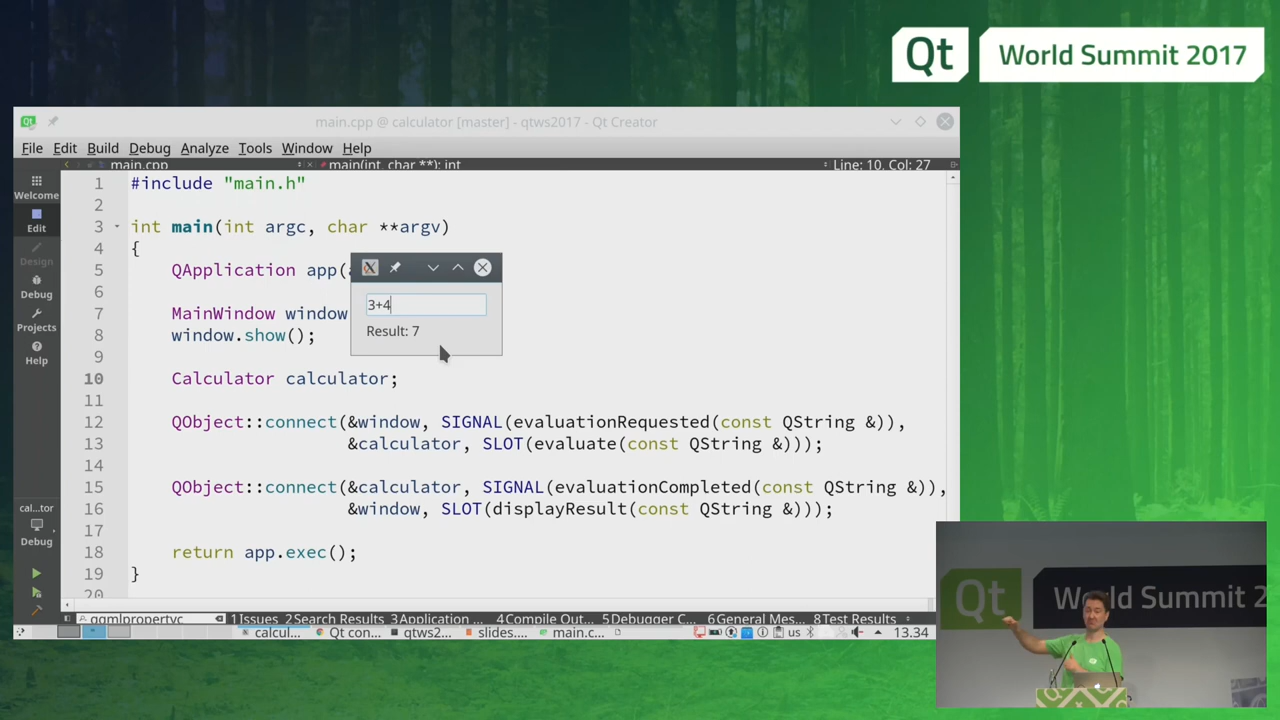 Qt World Summit 2017
main.cpp @ calculator [master] - qtws2017 - Qt Creator
File Edit Build Debug Analyze Tools Window Help
main.cpp main(int, char **): int Line: 10, Col: 27
Welcome
Edit
Design
Debug
Projects
Help
cal...tor
Debug
1 #include "main.h"
2
3 int main(int argc, char **argv)
4 {
5 QApplication app(
6
7 MainWindow window
8 window.show();
9
10 Calculator calculator;
11
12 QObject::connect(&window, SIGNAL(evaluationRequested(const QString &)),
13 &calculator, SLOT(evaluate(const QString &)));
14
15 QObject::connect(&calculator, SIGNAL(evaluationCompleted(const QString &)),
16 &window, SLOT(displayResult(const QString &)));
17
18 return app.exec();
19 }
20
3+4
Result: 7
qqmlpropertyc 1 Issues 2 Search Results 3 Application ... 4 Compile Out... 5 Debugger C... 6 General Mes... 8 Test Results
calcul... Qt con... qtws2... slides.... main.c... us 13.34
Qt World Summit 2